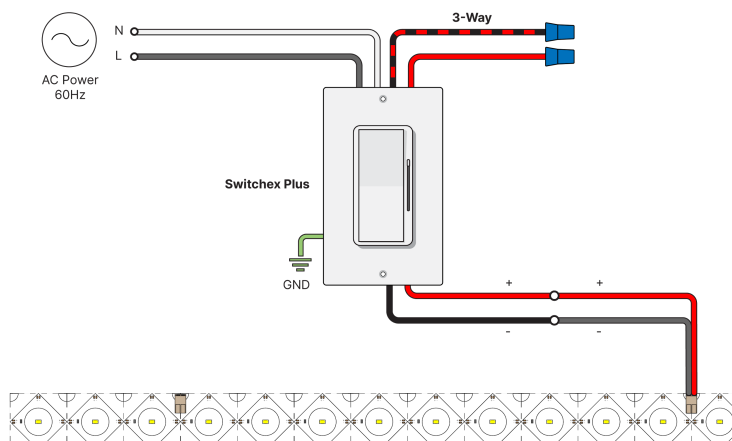 3-Way
N
L
AC Power
60Hz
Switchex Plus
GND
+ +
- -